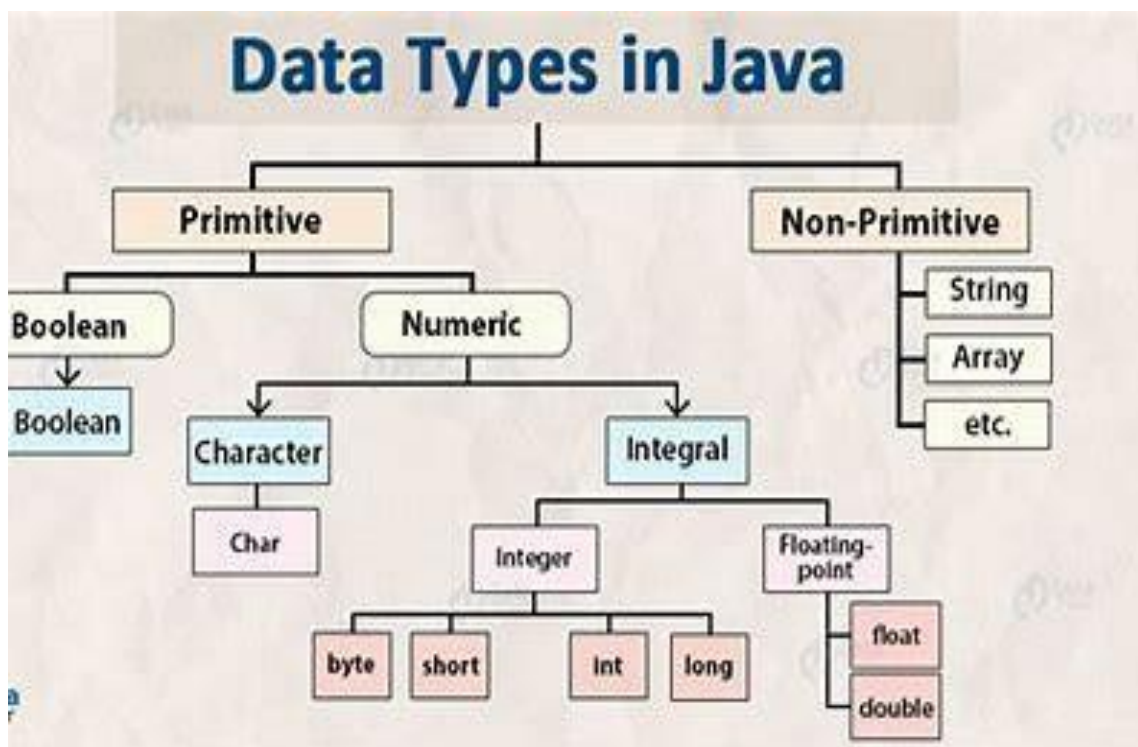 Data Types in Java
Primitive
Non-Primitive
Boolean
Numeric
String
Array
etc.
Boolean
Character
Integral
Char
Integer
Floating-
point
byte
short
int
long
float
double